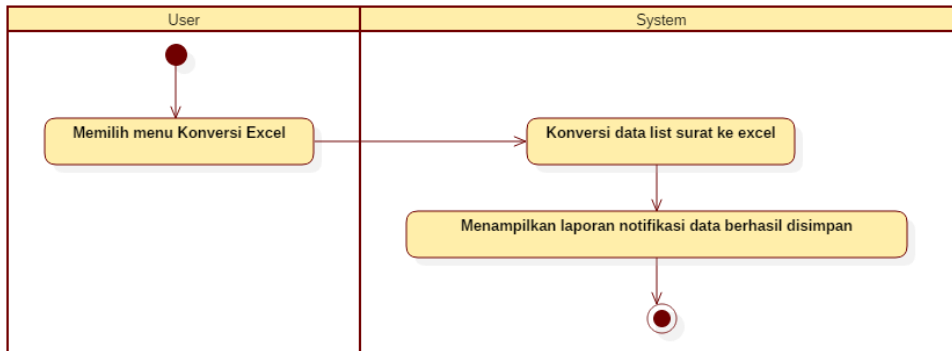 User
System
Memilih menu Konversi Excel
Konversi data list surat ke excel
Menampilkan laporan notifikasi data berhasil disimpan